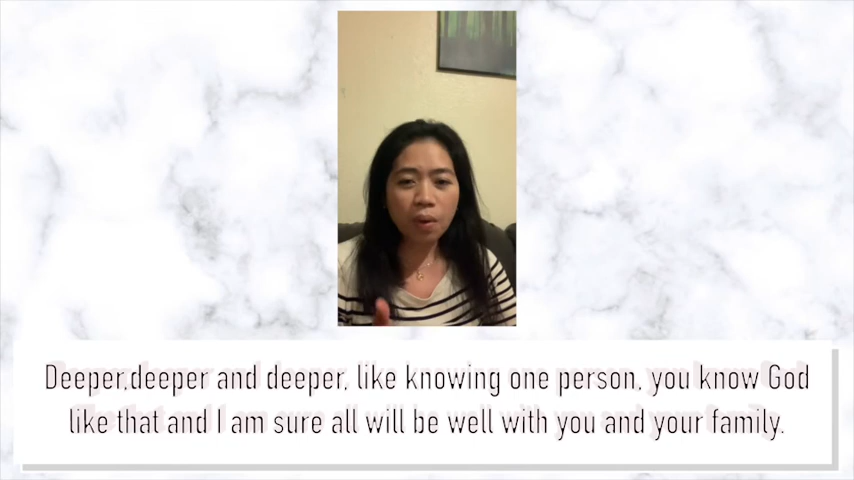 Deeper,deeper and deeper, like knowing one person, you know God
like that and I am sure all will be well with you and your family.